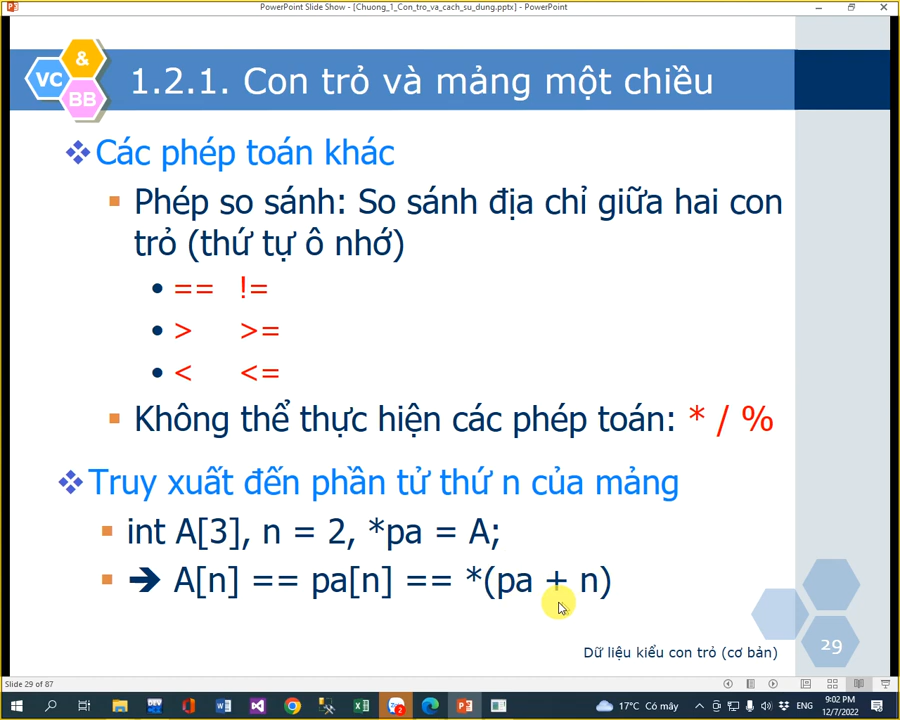 PowerPoint Slide Show - [Chuong_1_Con_tro_va_cach_su_dung.pptx] - PowerPoint
&
VC
BB
1.2.1. Con trỏ và mảng một chiều
Các phép toán khác
Phép so sánh: So sánh địa chỉ giữa hai con
trỏ (thứ tự ô nhớ)
== !=
> >=
< <=
Không thể thực hiện các phép toán: * / %
Truy xuất đến phần tử thứ n của mảng
int A[3], n = 2, *pa = A;
➔ A[n] == pa[n] == *(pa + n)
29
Dữ liệu kiểu con trỏ (cơ bản)
Slide 29 of 87
17°C Có mây
ENG
9:02 PM
12/7/2022